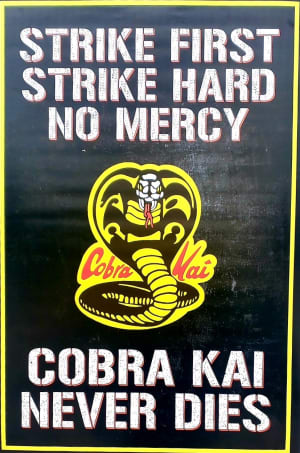 STRIKE FIRST
STRIKE HARD
NO MERCY
Cobra Kai
COBRA KAI
NEVER DIES